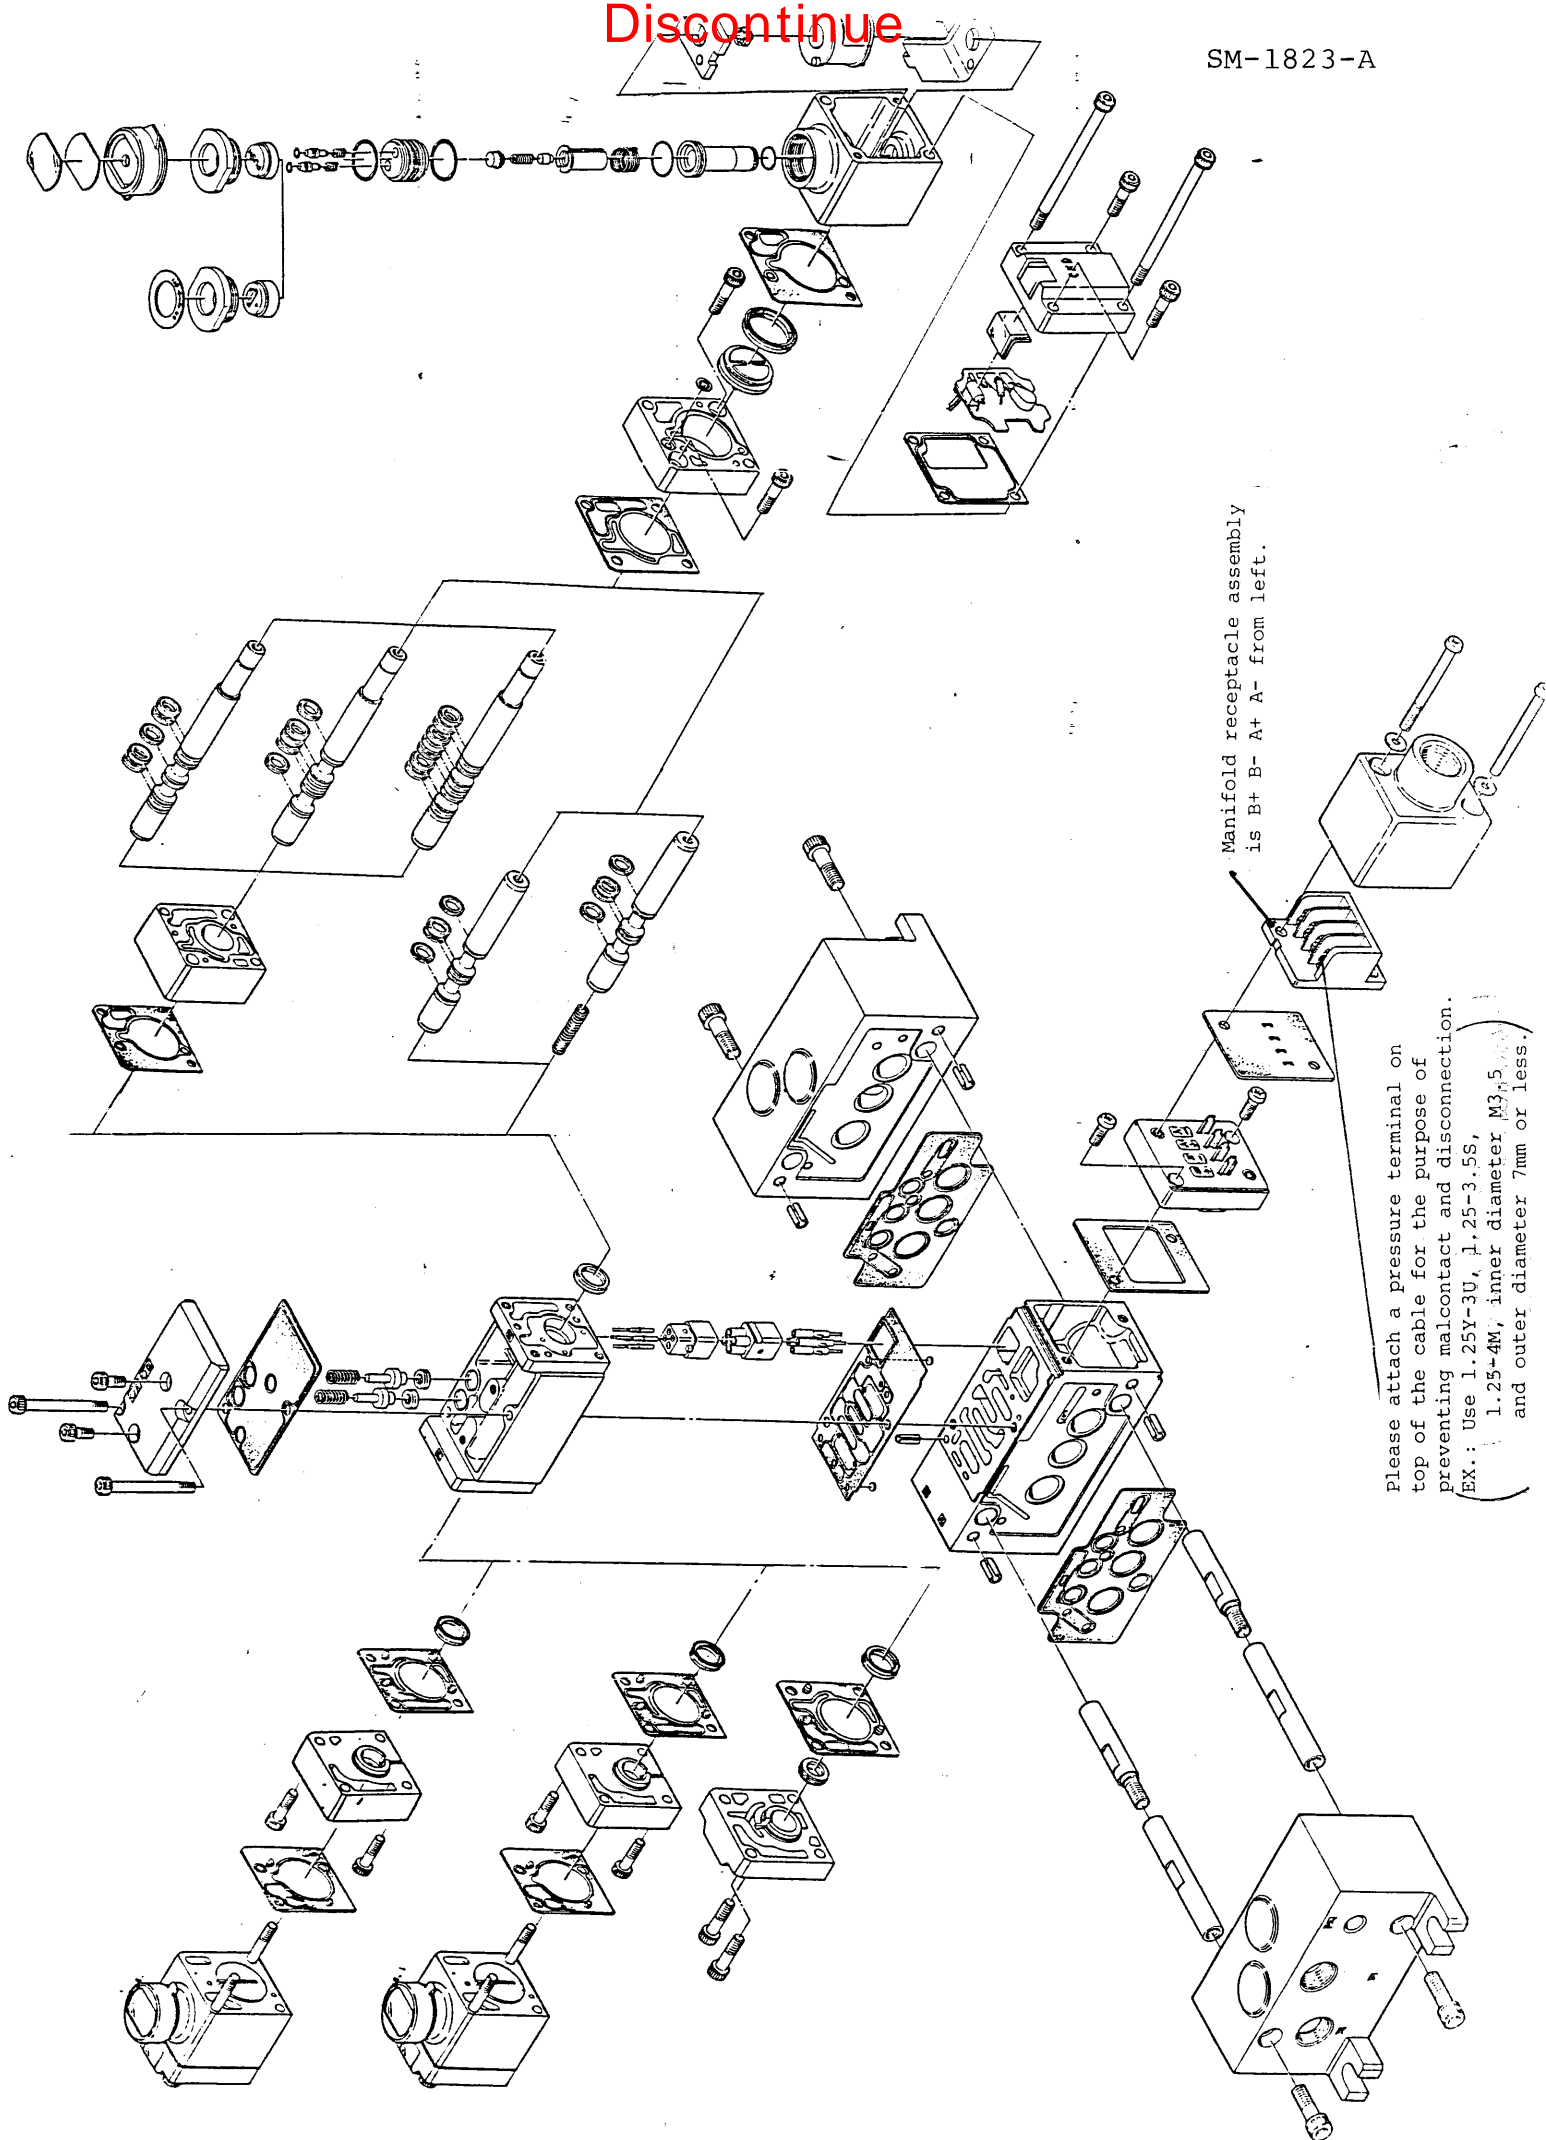 Discontinue
SM-1823-A
Manifold receptacle assembly
is B+ B- A+ A- from left.
Please attach a pressure terminal on
top of the cable for the purpose of
preventing malcontact and disconnection.
EX.: Use 1.25Y-3U, 1.25-3.5S,
1.25-4M, inner diameter M3.5
and outer diameter 7mm or less.